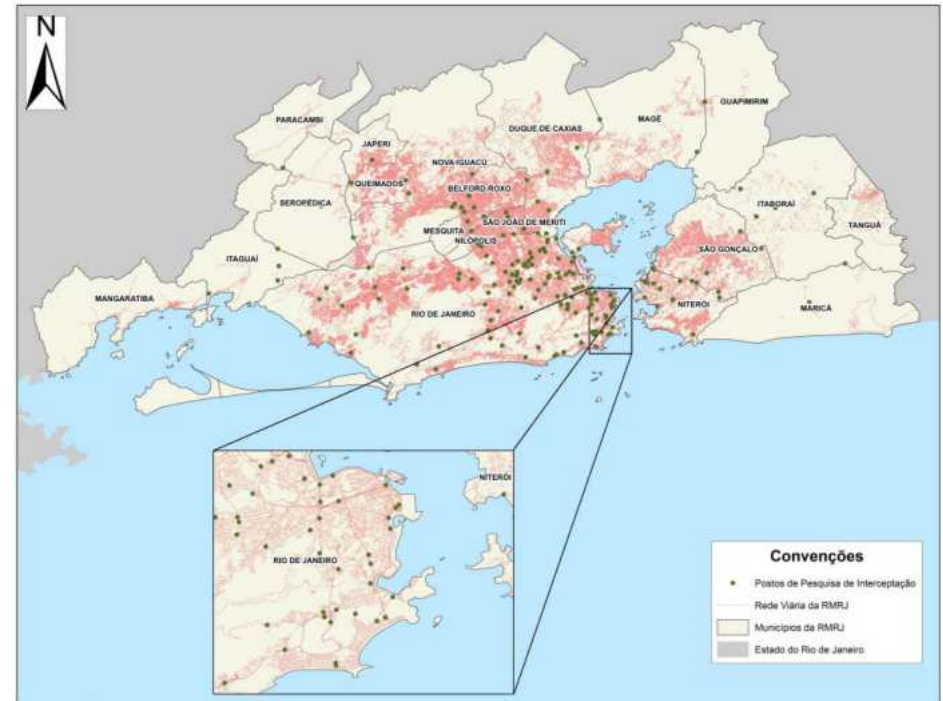 N
PARACAMBI
JAPERI
DUQUE DE CAXIAS
MAGÉ
GUAPIMIRIM
NOVA IGUAÇU
QUEIMADOS
BELFORD ROXO
SEROPÉDICA
SÃO JOÃO DE MERITI
MESQUITA
NILÓPOLIS
ITABORAÍ
TANGUÁ
SÃO GONÇALO
ITAGUAÍ
MANGARATIBA
RIO DE JANEIRO
NITERÓI
MARICÁ
NITERÓI
RIO DE JANEIRO
Convenções
Postos de Pesquisa de Interceptação
Rede Viária da RMRJ
Municípios da RMRJ
Estado do Rio de Janeiro